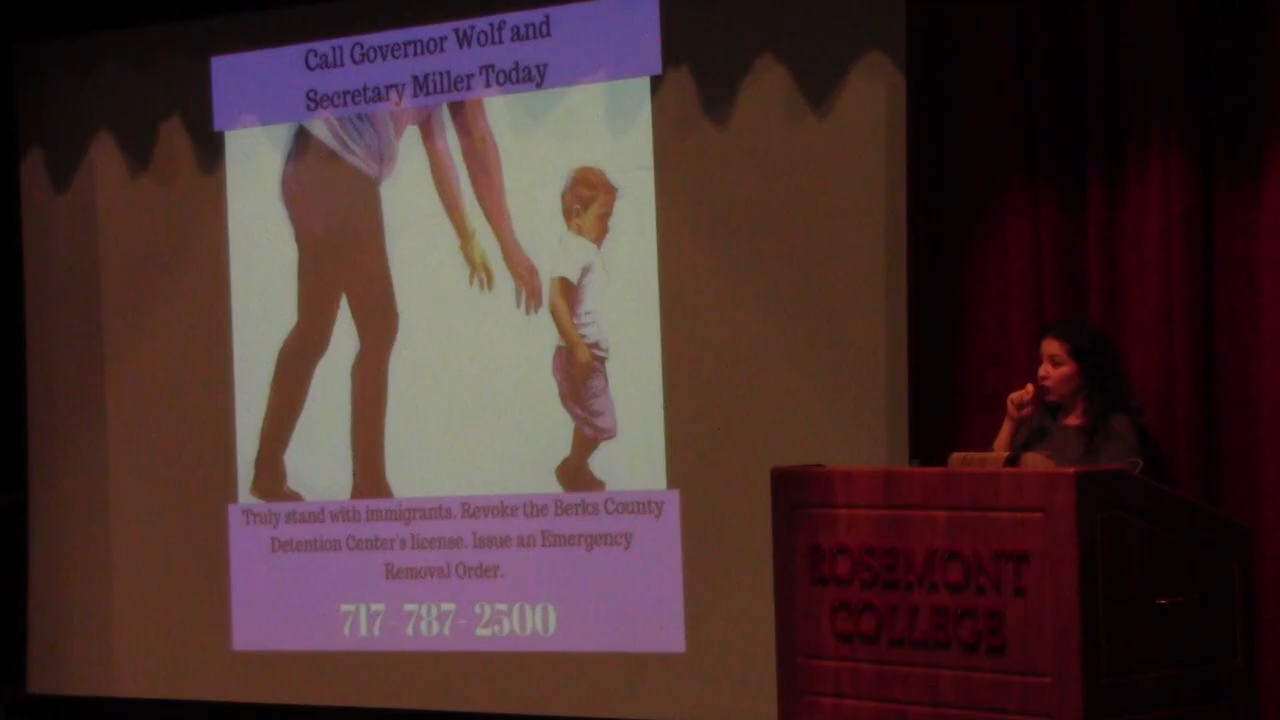 Call Governor Wolf and
Secretary Miller Today
Truly stand with immigrants. Revoke the Berks County
Detention Center's license. Issue an Emergency
Removal Order.
717-787-2500
ROSEMONT
COLLEGE